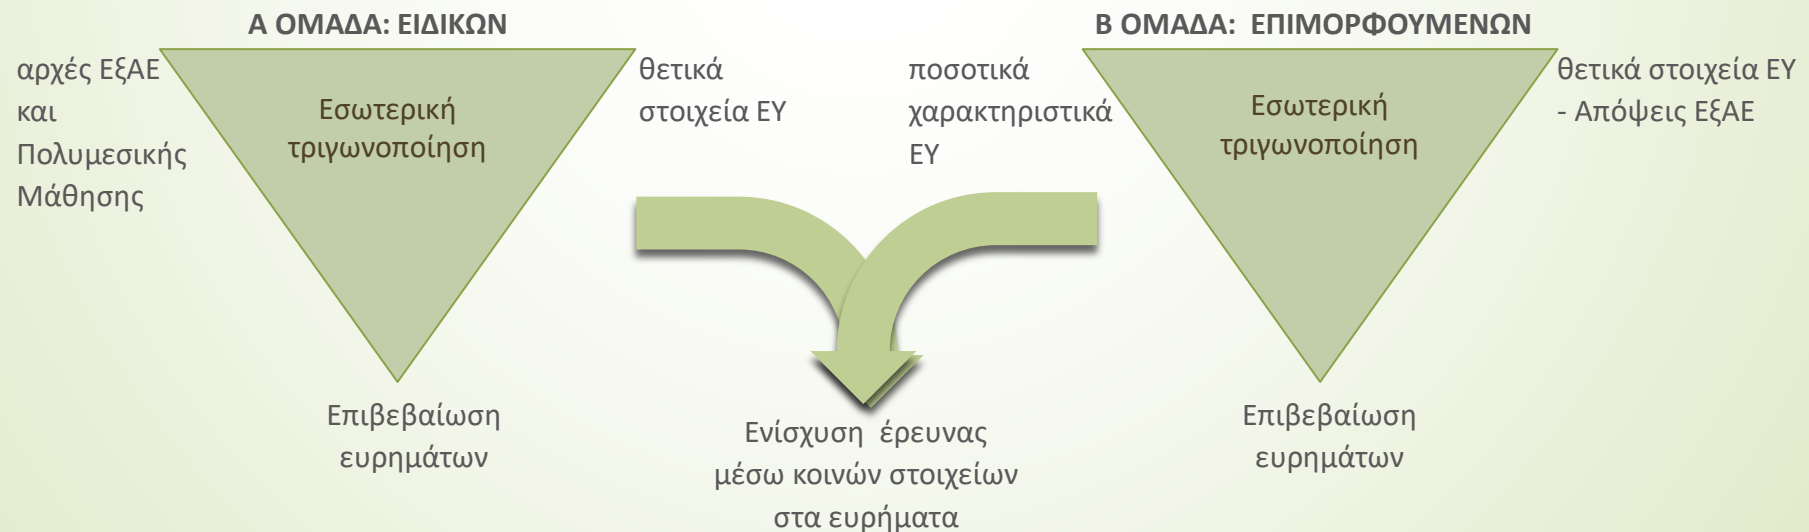 Α ΟΜΑΔΑ: ΕΙΔΙΚΩΝ
αρχές ΕξΑΕ
και
Πολυμεσικής
Μάθησης
Εσωτερική
τριγωνοποίηση
θετικά
στοιχεία ΕΥ
Επιβεβαίωση
ευρημάτων
Β ΟΜΑΔΑ: ΕΠΙΜΟΡΦΟΥΜΕΝΩΝ
ποσοτικά
χαρακτηριστικά
ΕΥ
Εσωτερική
τριγωνοποίηση
θετικά στοιχεία ΕΥ
- Απόψεις ΕξΑΕ
Επιβεβαίωση
ευρημάτων
Ενίσχυση έρευνας
μέσω κοινών στοιχείων
στα ευρήματα